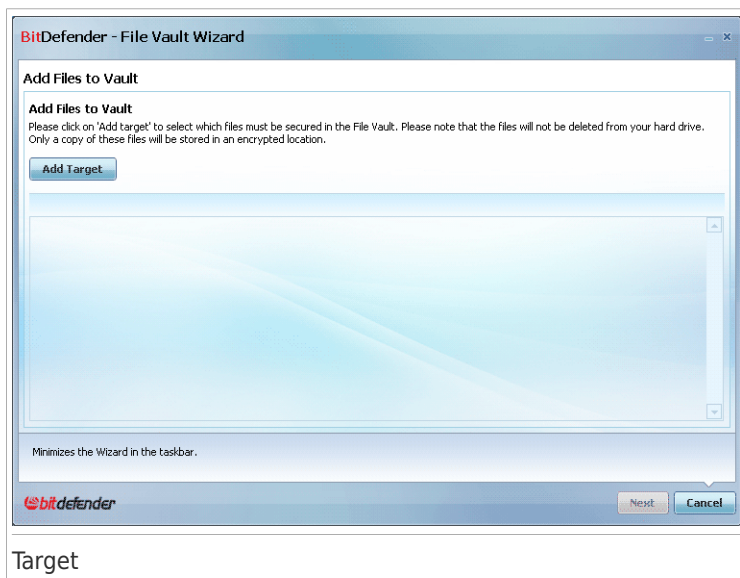 BitDefender - File Vault Wizard
Add Files to Vault
Add Files to Vault
Please click on 'Add target' to select which files must be secured in the File Vault. Please note that the files will not be deleted from your hard drive.
Only a copy of these files will be stored in an encrypted location.
Add Target
Minimizes the Wizard in the taskbar.
bitdefender
Next
Cancel
Target